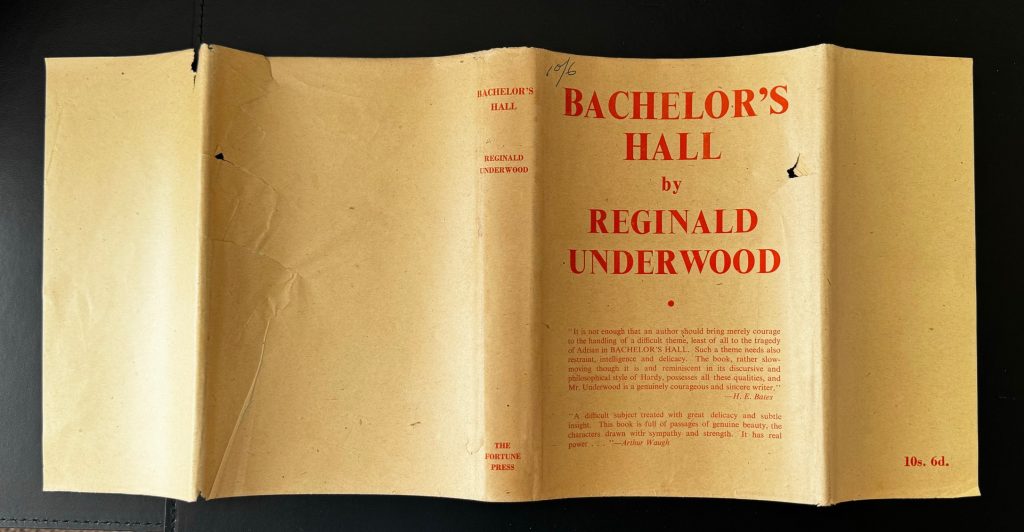 BACHELOR'S
HALL
REGINALD
UNDERWOOD
THE
FORTUNE
PRESS
10/6
BACHELOR'S
HALL
by
REGINALD
UNDERWOOD
"It is not enough that an author should bring merely courage
to the handling of a difficult theme, least of all to the tragedy
of Adrian in BACHELOR'S HALL. Such a theme needs also
restraint, intelligence and delicacy. The book, rather slow-
moving though it is and reminiscent in its discursive and
philosophical style of Hardy, possesses all these qualities, and
Mr. Underwood is a genuinely courageous and sincere writer."
—H. E. Bates
"A difficult subject treated with great delicacy and subtle
insight. This book is full of passages of genuine beauty, the
characters drawn with sympathy and strength. It has real
power . . . "—Arthur Waugh
10s. 6d.